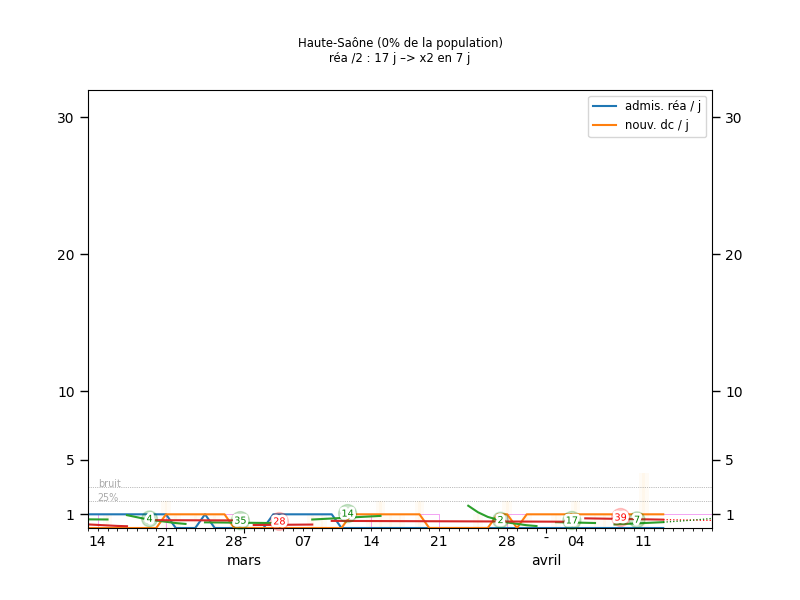 Haute-Saône (0% de la population)
réa /2 : 17 j –> x2 en 7 j
admis. réa / j
nouv. dc / j
30 30
20 20
10 10
5 5
bruit
25%
1 1
4 35 28 14 2 17 39 7
14 21 28 07 14 21 28 04 11
mars avril